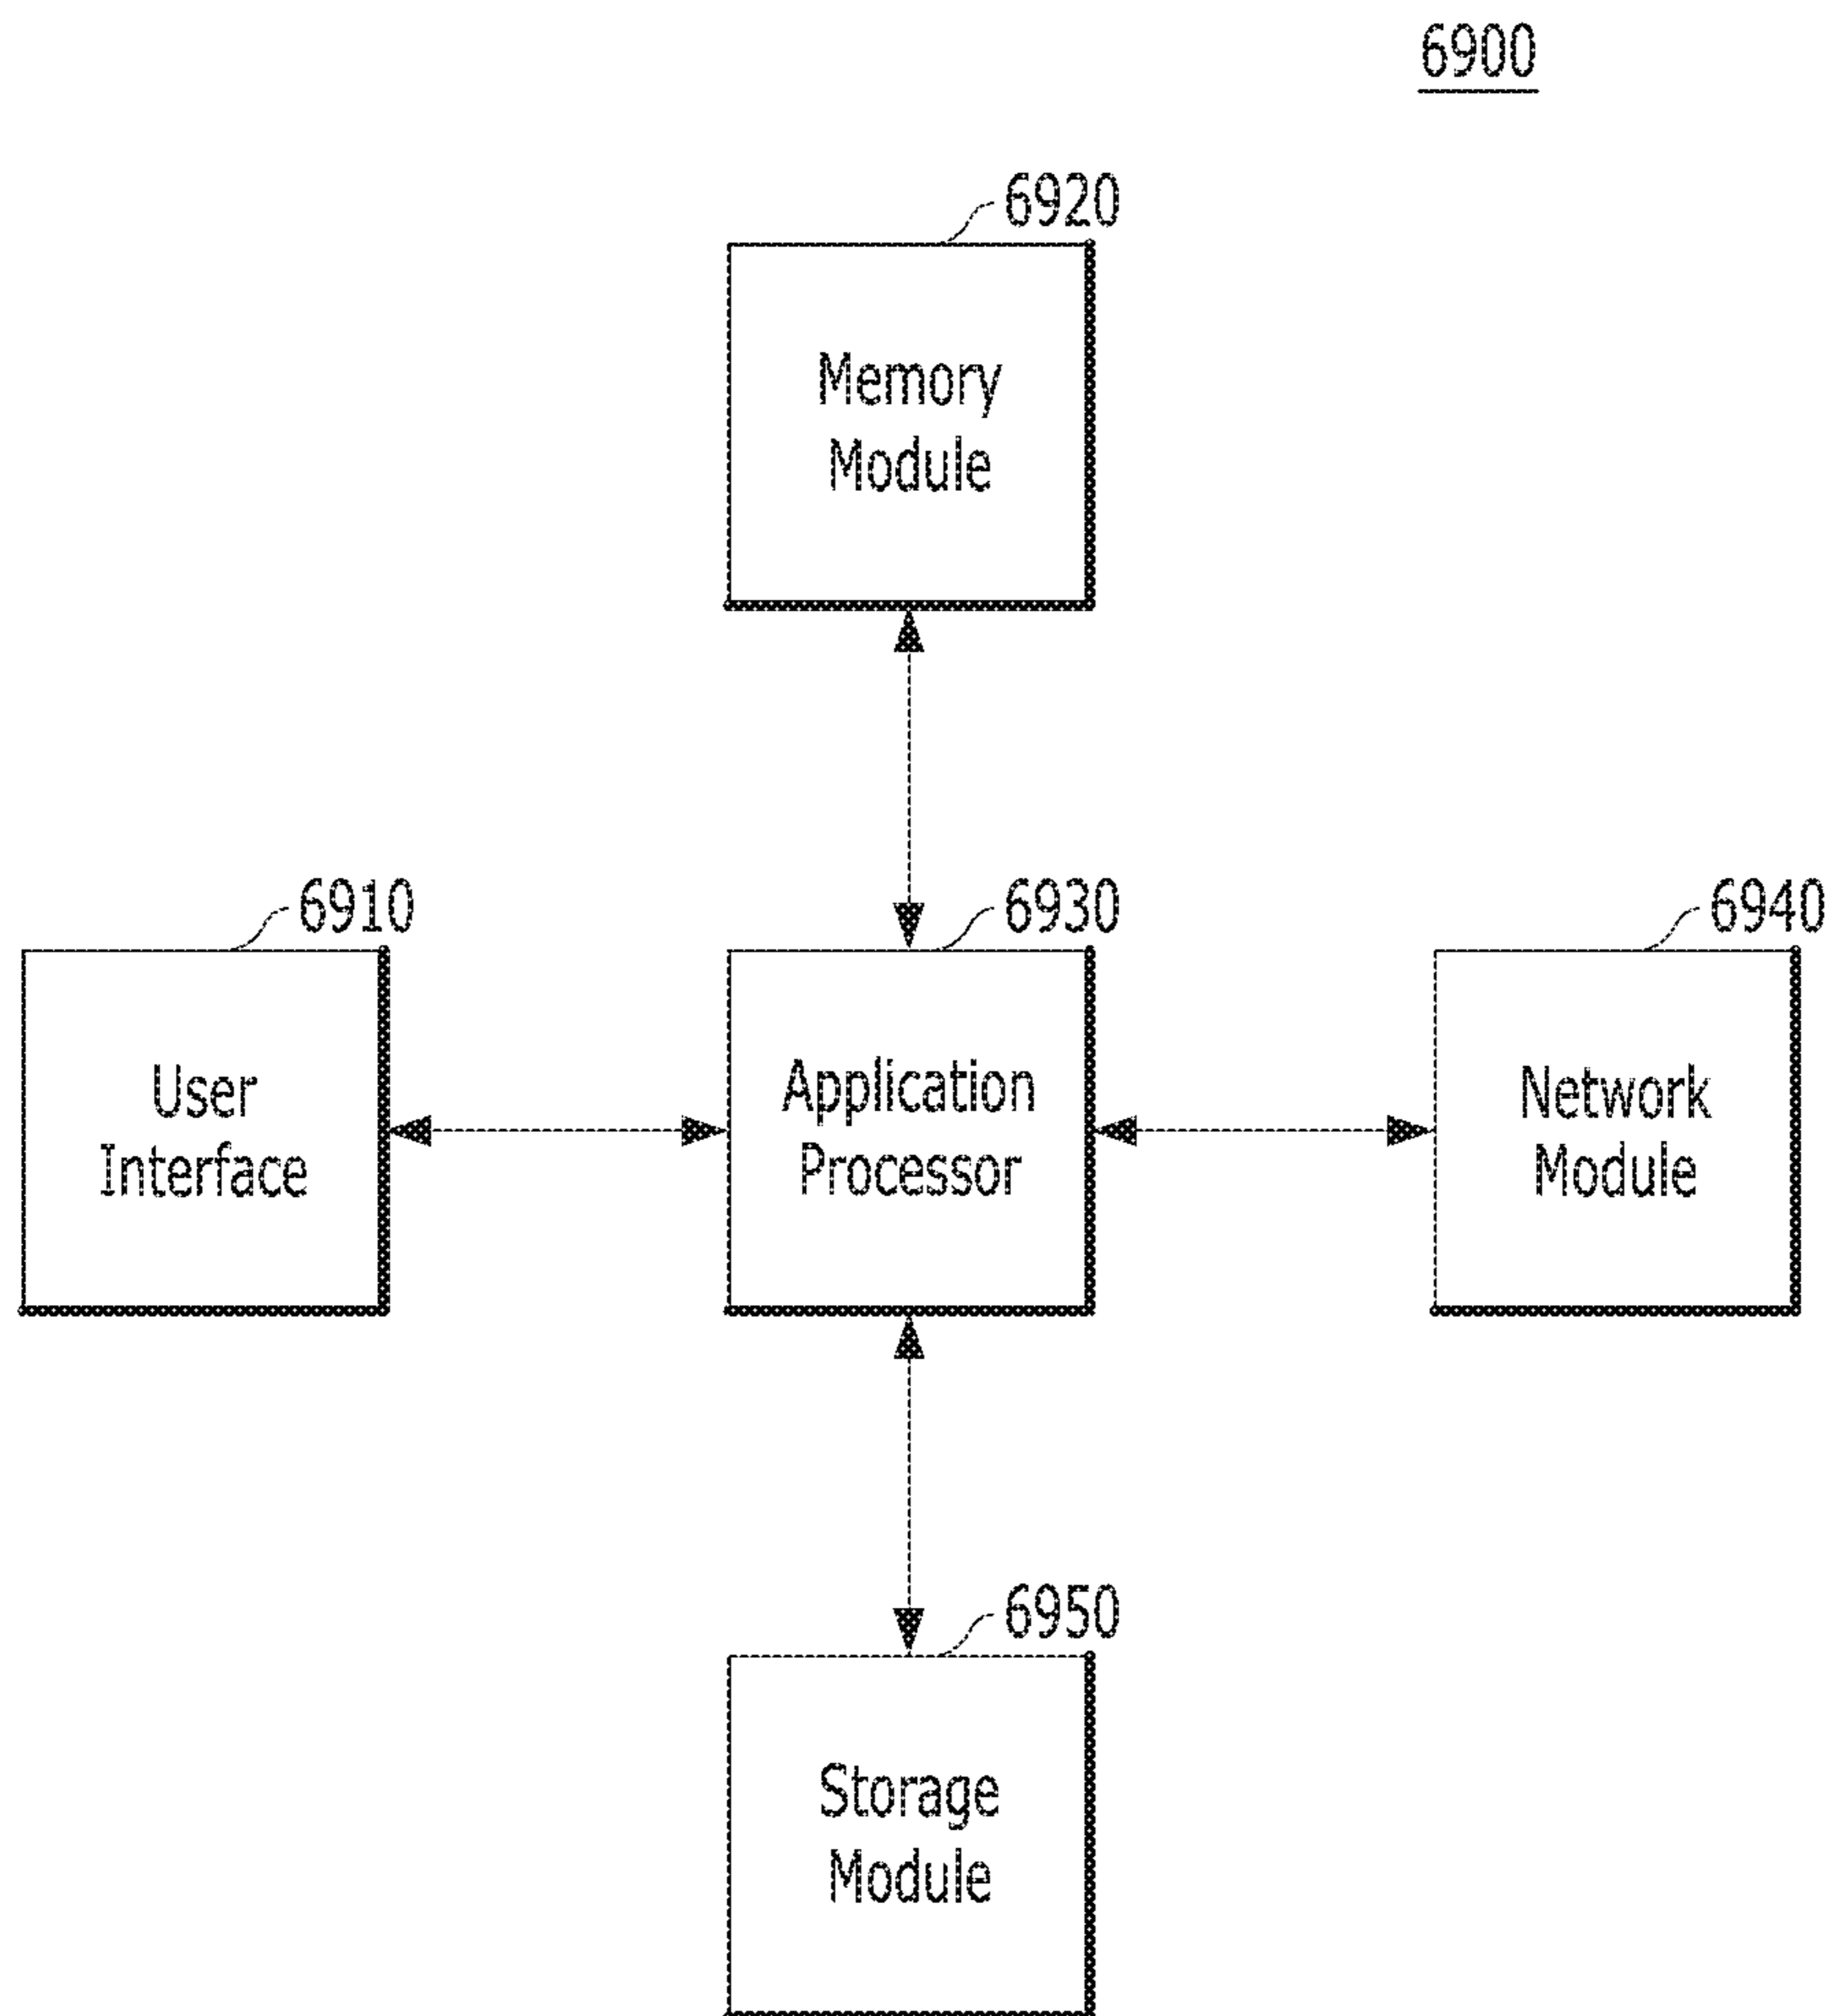 6900
6920
Memory
Module
6910
6930
6940
User
Interface
Application
Processor
Network
Module
6950
Storage
Module